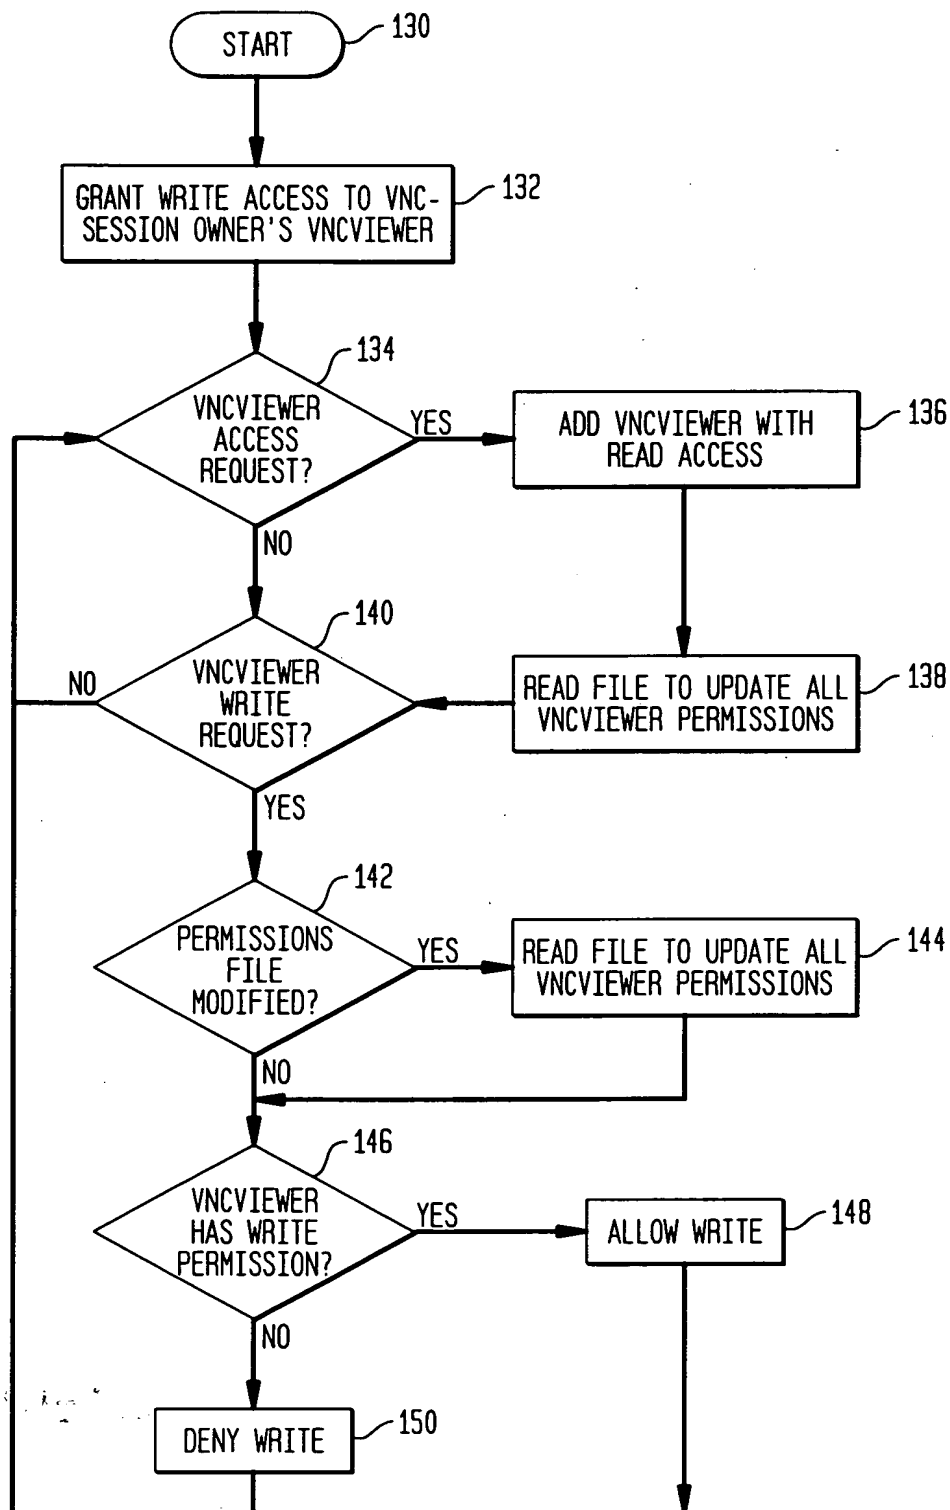 START
130
GRANT WRITE ACCESS TO VNC-
SESSION OWNER'S VNCVIEWER
132
134
VNCVIEWER
ACCESS
REQUEST?
YES
ADD VNCVIEWER WITH
READ ACCESS
136
NO
140
VNCVIEWER
WRITE
REQUEST?
NO
READ FILE TO UPDATE ALL
VNCVIEWER PERMISSIONS
138
YES
142
PERMISSIONS
FILE
MODIFIED?
YES
READ FILE TO UPDATE ALL
VNCVIEWER PERMISSIONS
144
NO
146
VNCVIEWER
HAS WRITE
PERMISSION?
YES
ALLOW WRITE
148
NO
DENY WRITE
150